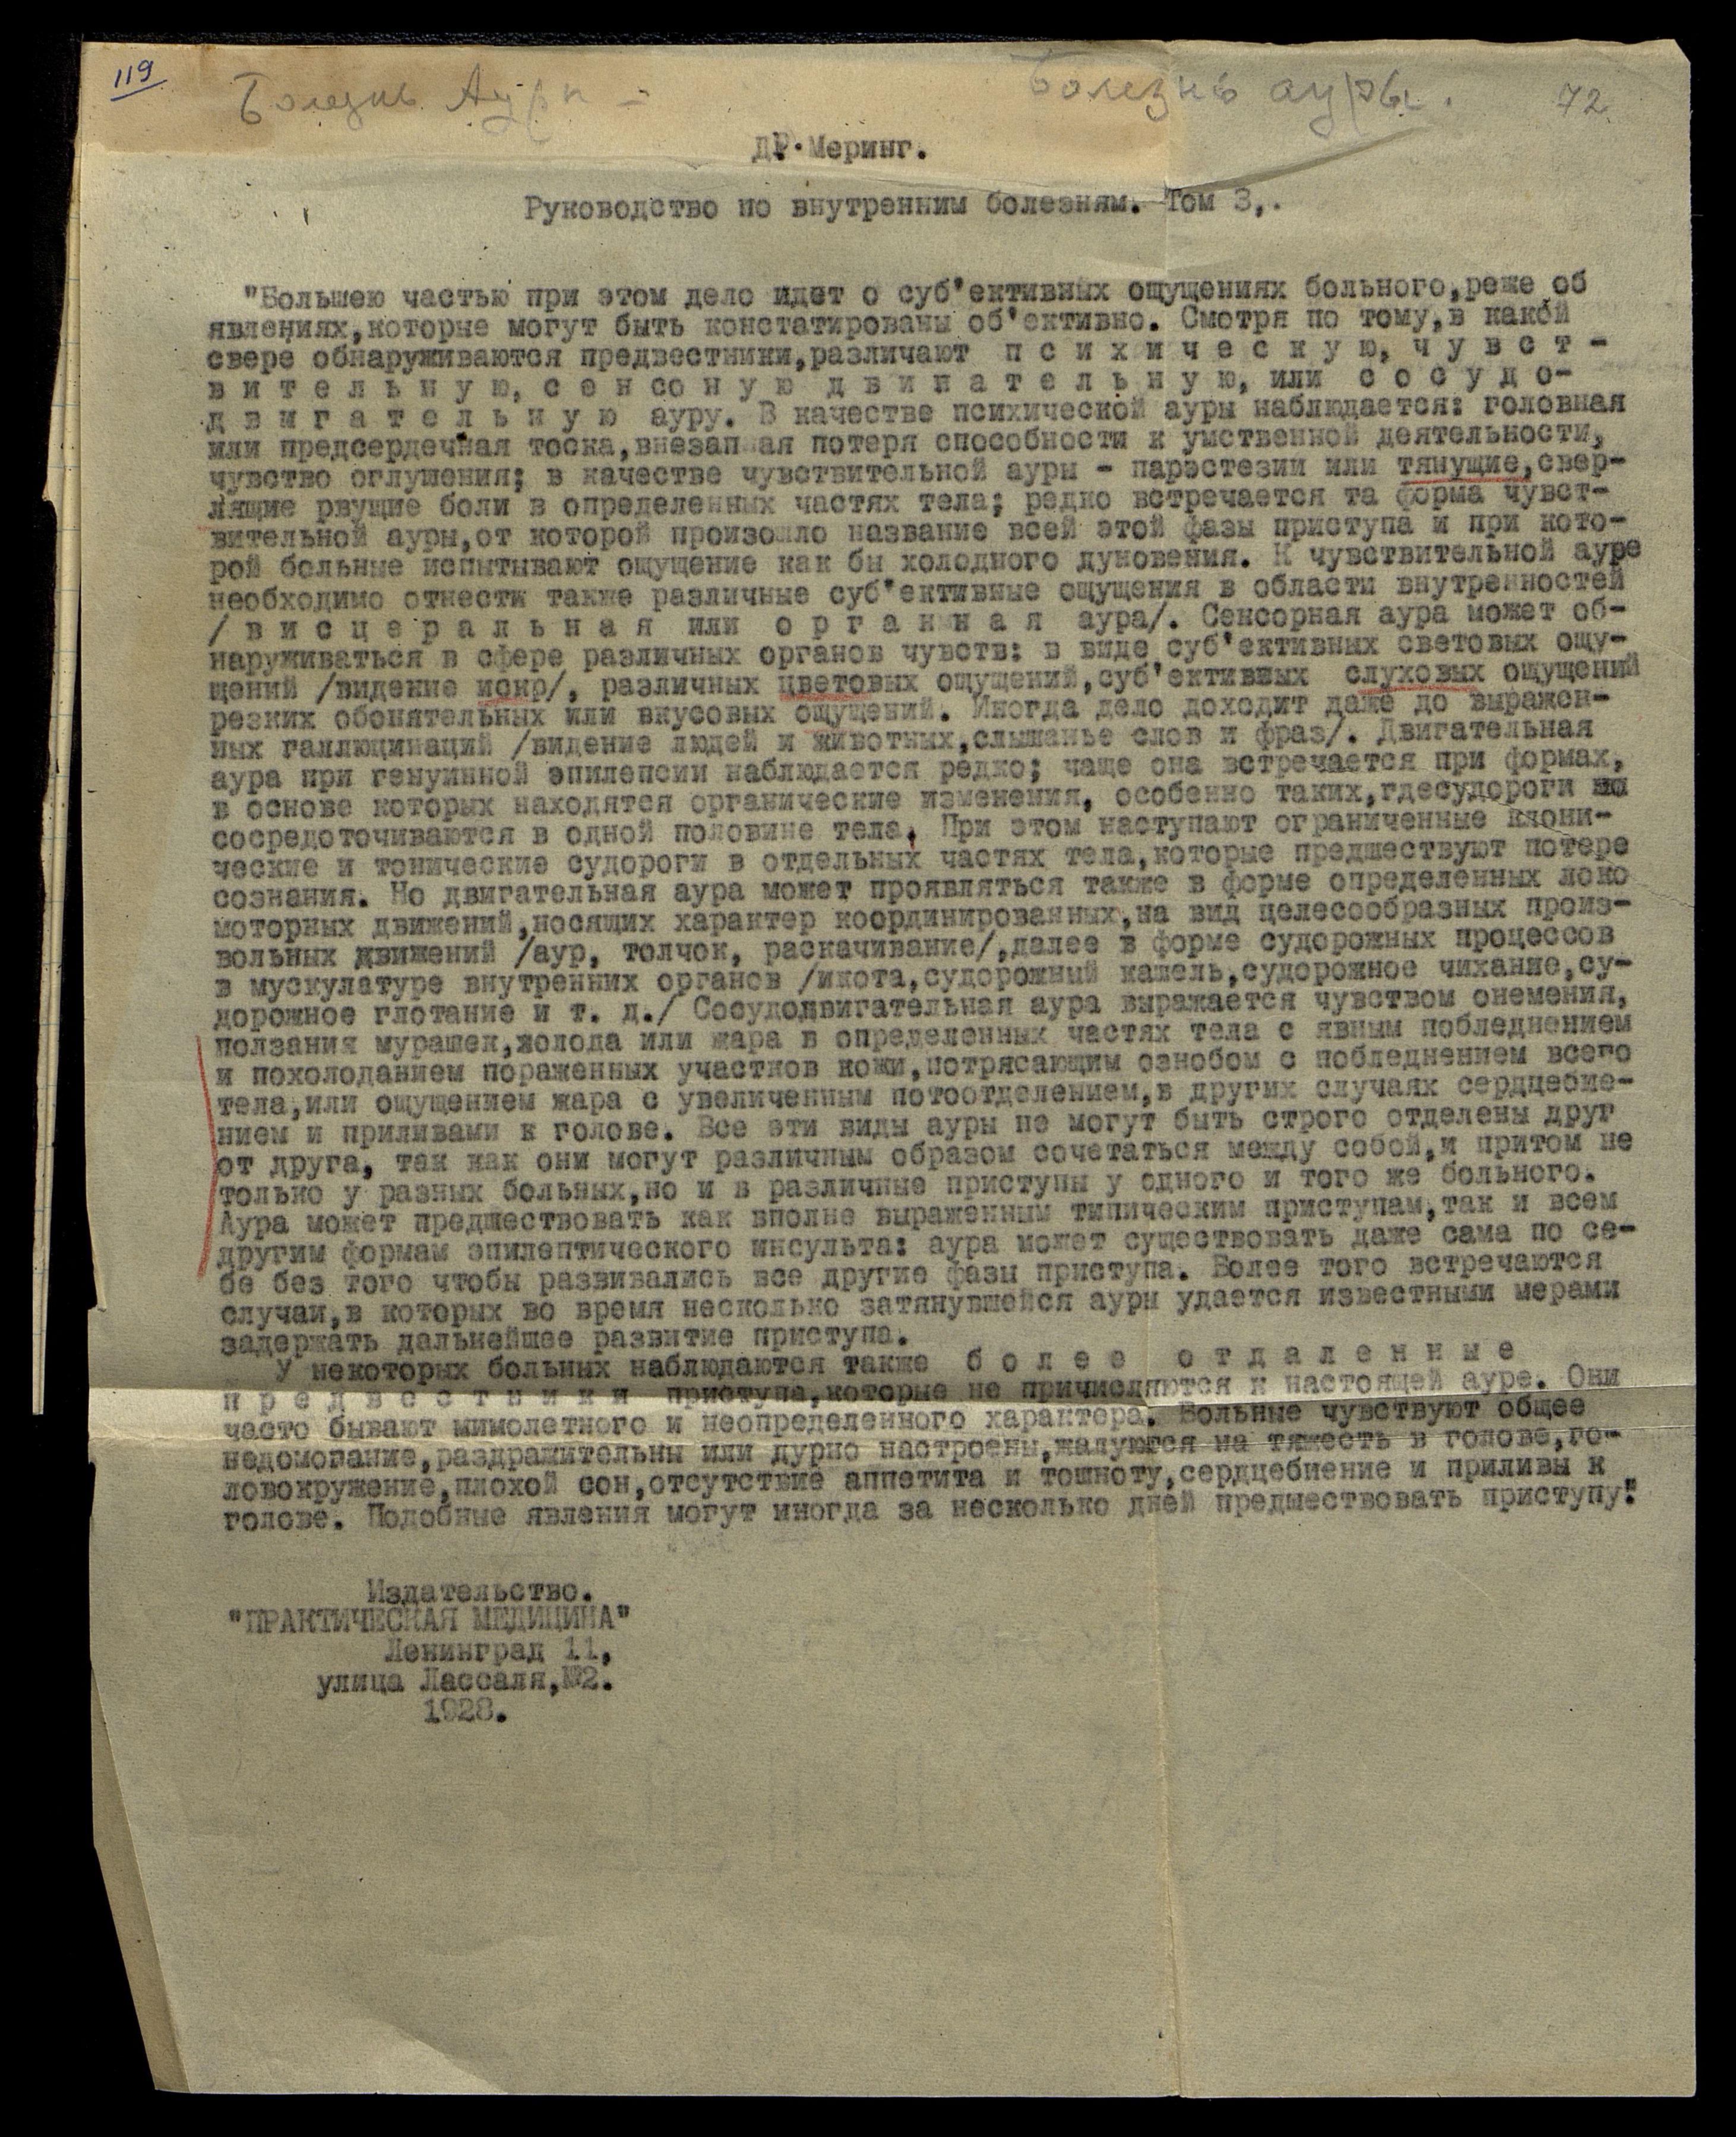 119
Болезнь Аури -
Болезнь ауры.
72
Др. Меринг.
Руководство по внутренним болезням. Том 3,.
"Большею частью при этом дело идет о суб'ективных ощущениях больного,реже об
явлениях,которые могут быть констатированы об'ективно. Смотря по тому,в какой
свере обнаруживаются предвестники,различают п с и х и ч е с к у ю, ч у в с т -
в и т е л ь н у ю, с е н с о н у ю д в и г а т е л ь н у ю, или с о с у д о-
д в и г а т е л ь н у ю ауру. В качестве психической ауры наблюдается: головная
или предсердечная тоска,внезапная потеря способности к умственной деятельности,
чувство оглушения; в качестве чувствительной ауры - парэстезии или тянущие,свер-
лящие рвущие боли в определенных частях тела; редко встречается та форма чувст-
вительной ауры,от которой произошло название всей этой фазы приступа и при кото-
рой больные испытывают ощущение как бы холодного дуновения. К чувствительной ауре
необходимо отнести также различные суб'ективные ощущения в области внутренностей
/ в и с ц е р а л ь н а я или о р г а н н а я аура/. Сенсорная аура может об-
наруживаться в сфере различных органов чувств: в виде суб'ективных световых ощу-
щений /видение искр/, различных цветовых ощущений,суб'ективных слуховых ощущений
резких обонятельных или вкусовых ощущений. Иногда дело доходит даже до выражен-
ных галлюцинаций /видение людей и животных,слышанье слов и фраз/. Двигательная
аура при генуинной эпилепсии наблюдается редко; чаще она встречается при формах,
в основе которых находятся органические изменения, особенно таких,гдесудороги
сосредоточиваются в одной половине тела. При этом наступают ограниченные клони-
ческие и тонические судороги в отдельных частях тела,которые предшествуют потере
сознания. Но двигательная аура может проявляться также в форме определенных локо
моторных движений,носящих характер координированных,на вид целесообразных произ-
вольных движений /аур, толчок, раскачивание/,далее в форме судорожных процессов
в мускулатуре внутренних органов /икота,судорожный кашель,судорожное чихание,су-
дорожное глотание и т. д./ Сосудодвигательная аура выражается чувством онемения,
ползания мурашек,холода или жара в определенных частях тела с явным побледнением
и похолоданием пораженных участков кожи,потрясающим ознобом с побледнением всего
тела,или ощущением жара с увеличенным потоотделением,в других случаях сердцебие-
нием и приливами к голове. Все эти виды ауры не могут быть строго отделены друг
от друга, так как они могут различным образом сочетаться между собой,и притом не
только у разных больных,но и в различные приступы у одного и того же больного.
Аура может предшествовать как вполне выраженным типическим приступам,так и всем
другим формам эпилептического инсульта: аура может существовать даже сама по се-
бе без того чтобы развивались все другие фазы приступа. Более того встречаются
случаи,в которых во время несколько затянувшейся ауры удается известными мерами
задержать дальнейшее развитие приступа.
У некоторых больных наблюдаются также б о л е е о т д а л е н н ы е
п р е д в е с т н и к и приступа,которые не причисляются к настоящей ауре. Они
часто бывают мимолетного и неопределенного характера. Больные чувствуют общее
недомогание,раздражительны или дурно настроены,жалуются на тяжесть в голове,го-
ловокружение,плохой сон,отсутствие аппетита и тошноту,сердцебиение и приливы к
голове. Подобные явления могут иногда за несколько дней предшествовать приступу."
Издательство.
"ПРАКТИЧЕСКАЯ МЕДИЦИНА"
Ленинград 11,
улица Лассаля,№2.
1928.